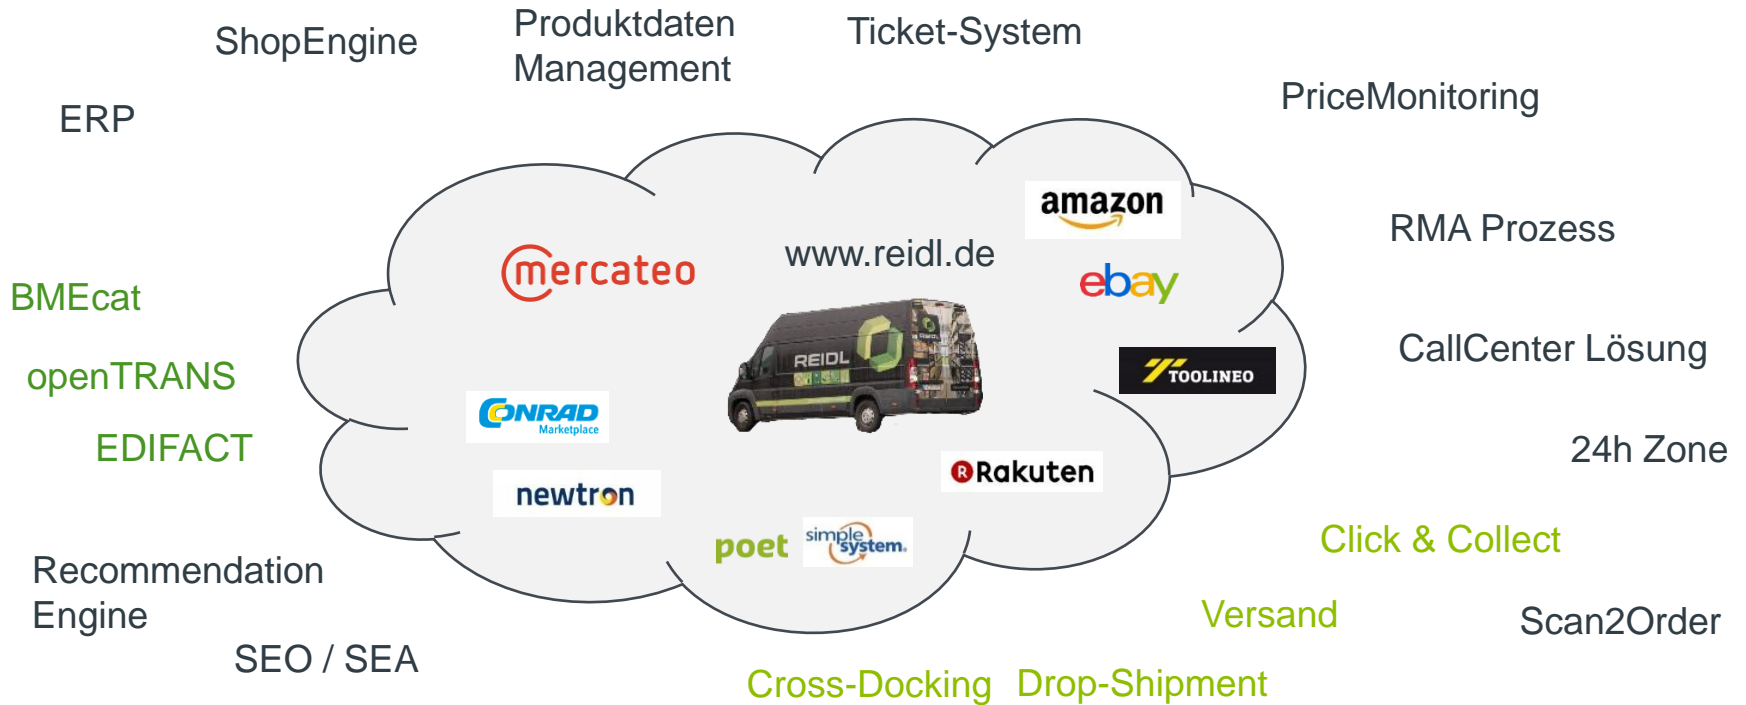 ShopEngine
Produktdaten
Management
Ticket-System
PriceMonitoring
ERP
amazon
RMA Prozess
www.reidl.de
mercateo
ebay
BMEcat
REIDL
REIDL
CallCenter Lösung
openTRANS
TOOLINEO
CONRAD
Marketplace
EDIFACT
24h Zone
R Rakuten
newtron
simple
system®
poet
Click & Collect
Recommendation
Engine
Versand
Scan2Order
SEO / SEA
Cross-Docking
Drop-Shipment